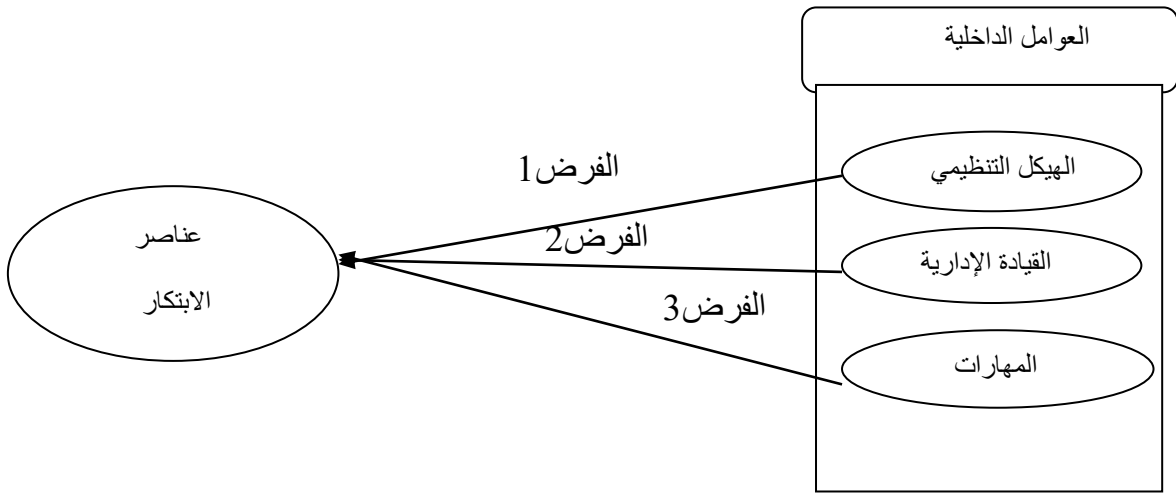 العوامل الداخلية
الهيكل التنظيمي
القيادة الإدارية
المهارات
الفرض1
الفرض2
الفرض3
عناصر
الابتكار